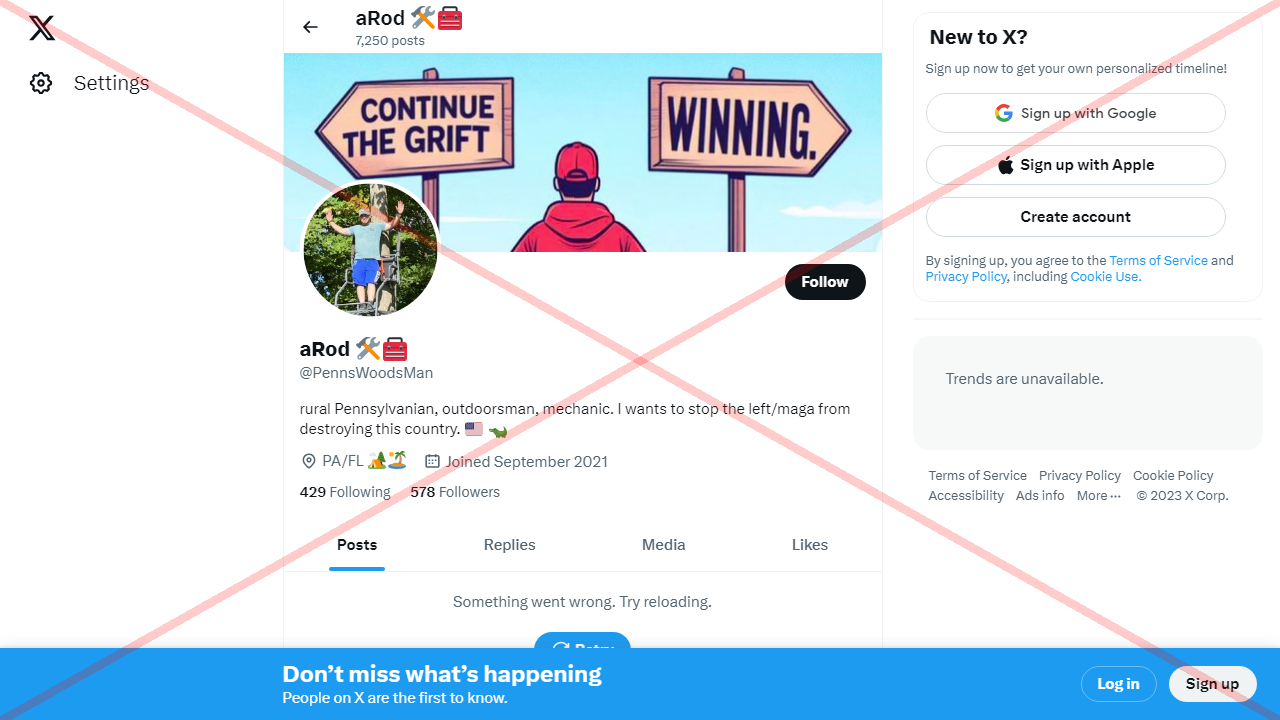 Settings
aRod 🛠️🧰
7,250 posts
CONTINUE
THE GRIFT
WINNING.
Follow
aRod 🛠️🧰
@PennsWoodsMan
rural Pennsylvanian, outdoorsman, mechanic. I wants to stop the left/maga from
destroying this country. 🇺🇸 🐊
PA/FL 🏕️🏝️ Joined September 2021
429 Following 578 Followers
Posts Replies Media Likes
Something went wrong. Try reloading.
Retry
New to X?
Sign up now to get your own personalized timeline!
Sign up with Google
Sign up with Apple
Create account
By signing up, you agree to the Terms of Service and
Privacy Policy, including Cookie Use.
Trends are unavailable.
Terms of Service Privacy Policy Cookie Policy
Accessibility Ads info More ··· © 2023 X Corp.
Don’t miss what’s happening
People on X are the first to know.
Log in
Sign up